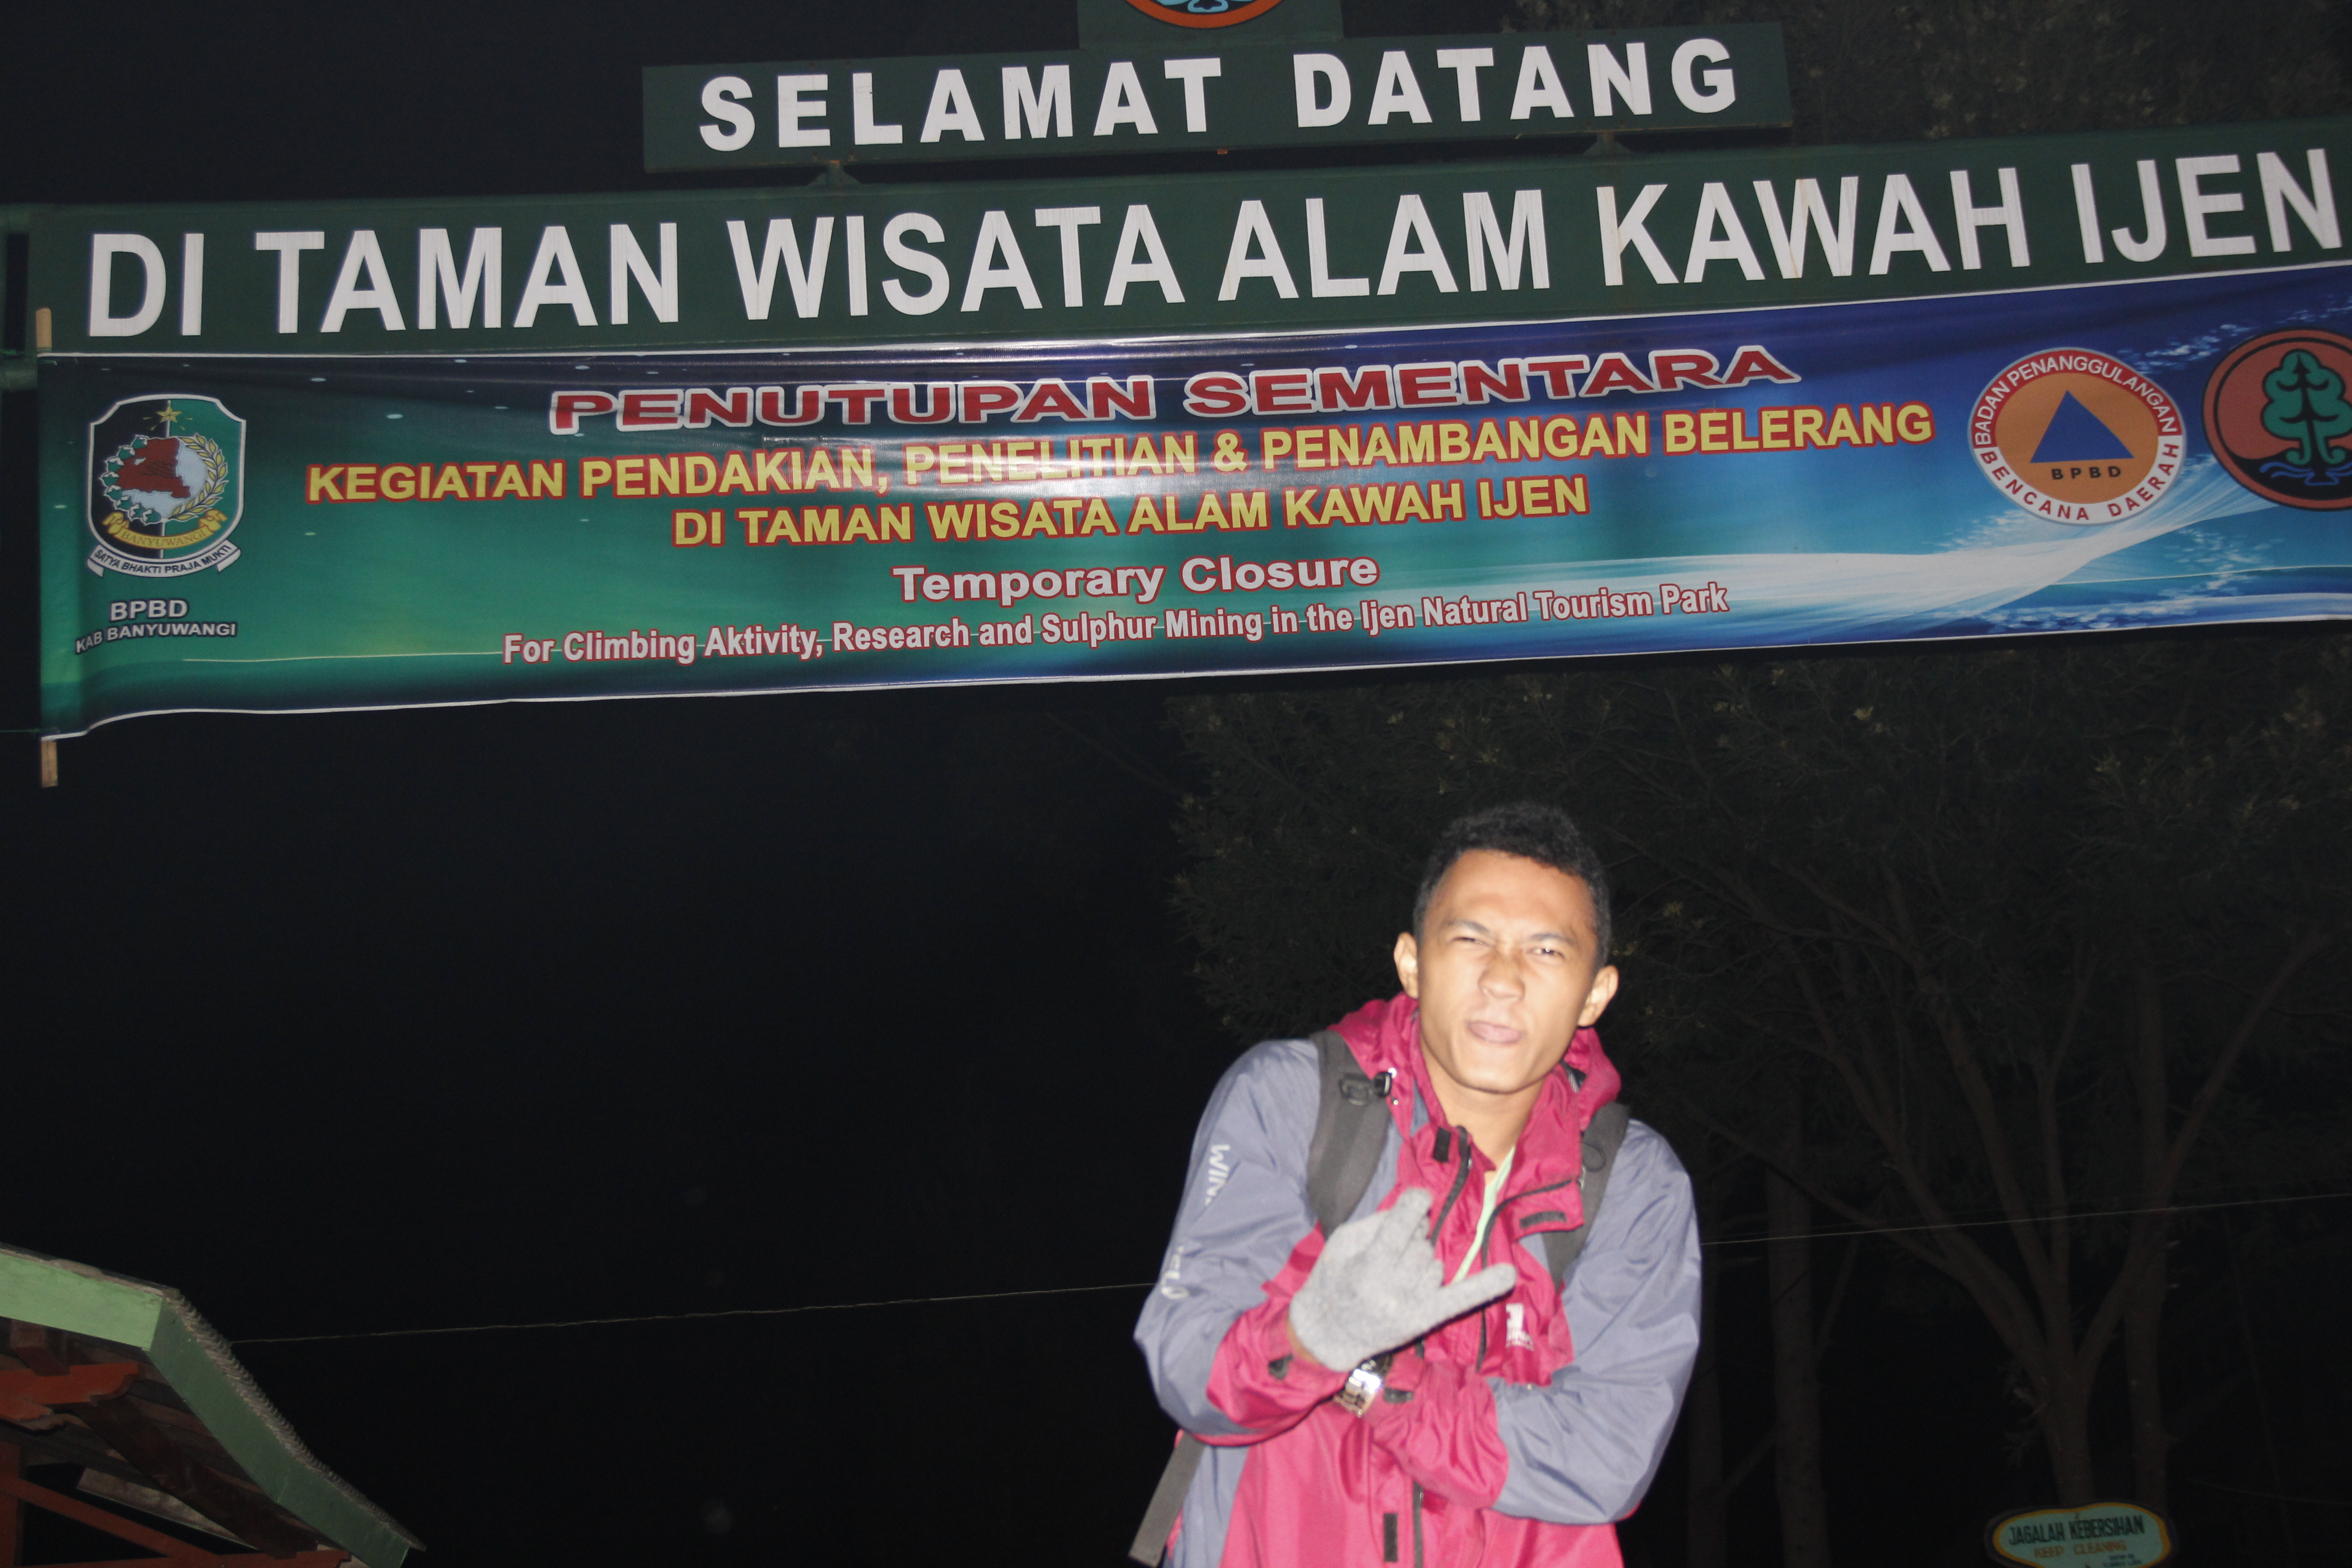 SELAMAT DATANG
DI TAMAN WISATA ALAM KAWAH IJEN
PENUTUPAN SEMENTARA
KEGIATAN PENDAKIAN, PENELITIAN & PENAMBANGAN BELERANG
DI TAMAN WISATA ALAM KAWAH IJEN
Temporary Closure
For Climbing Aktivity, Research and Sulphur Mining in the Ijen Natural Tourism Park
BANYUWANGI
SATYA BHAKTI PRAJA MUKTI
BPBD
KAB BANYUWANGI
BADAN PENANGGULANGAN
BENCANA DAERAH
BPBD
JAGALAH KEBERSIHAN
KEEP CLEANING